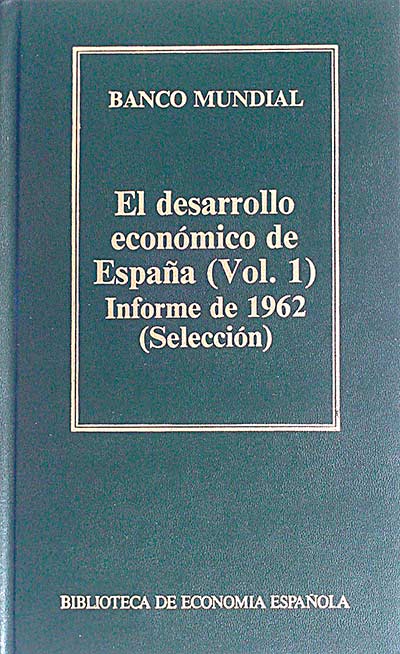 BANCO MUNDIAL
El desarrollo
económico de
España (Vol. 1)
Informe de 1962
(Selección)
BIBLIOTECA DE ECONOMIA ESPAÑOLA